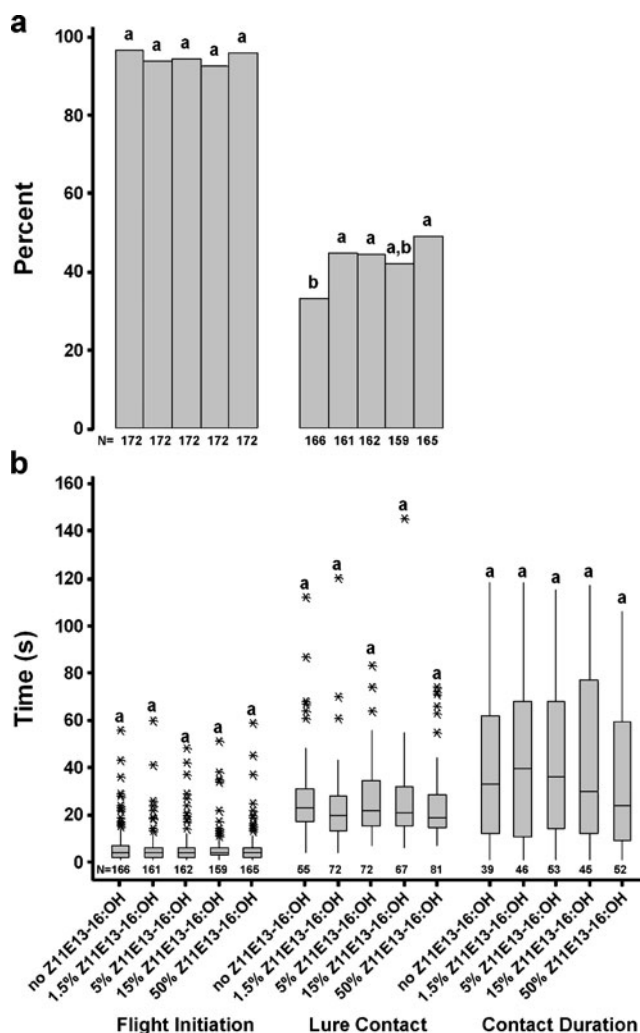 a
100
80
60
40
20
0
Percent
a a a a a
b a a a,b a
N= 172 172 172 172 172 166 161 162 159 165
b
160
140
120
100
80
60
40
20
0
Time (s)
a a a a a
a a a a a
a a a a a
N=166 161 162 159 165 55 72 72 67 81 39 46 53 45 52
no Z11E13-16:OH
1.5% Z11E13-16:OH
5% Z11E13-16:OH
15% Z11E13-16:OH
50% Z11E13-16:OH
no Z11E13-16:OH
1.5% Z11E13-16:OH
5% Z11E13-16:OH
15% Z11E13-16:OH
50% Z11E13-16:OH
no Z11E13-16:OH
1.5% Z11E13-16:OH
5% Z11E13-16:OH
15% Z11E13-16:OH
50% Z11E13-16:OH
Flight Initiation Lure Contact Contact Duration